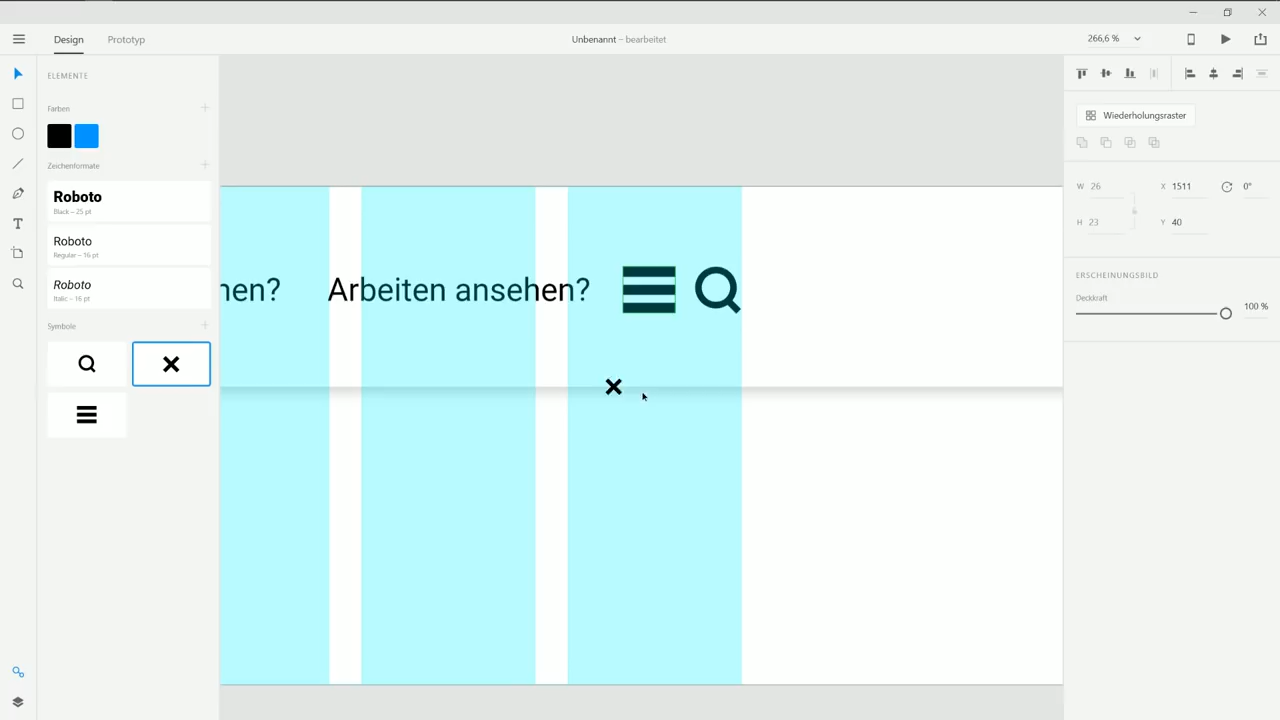 Design
Prototyp
Unbenannt – bearbeitet
266,6 %
ELEMENTE
Farben
Zeichenformate
Roboto
Black – 25 pt
Roboto
Regular – 16 pt
Roboto
Italic – 16 pt
Symbole
hen?
Arbeiten ansehen?
Wiederholungsraster
W 26
X 1511
0°
H 23
Y 40
ERSCHEINUNGSBILD
Deckkraft
100 %